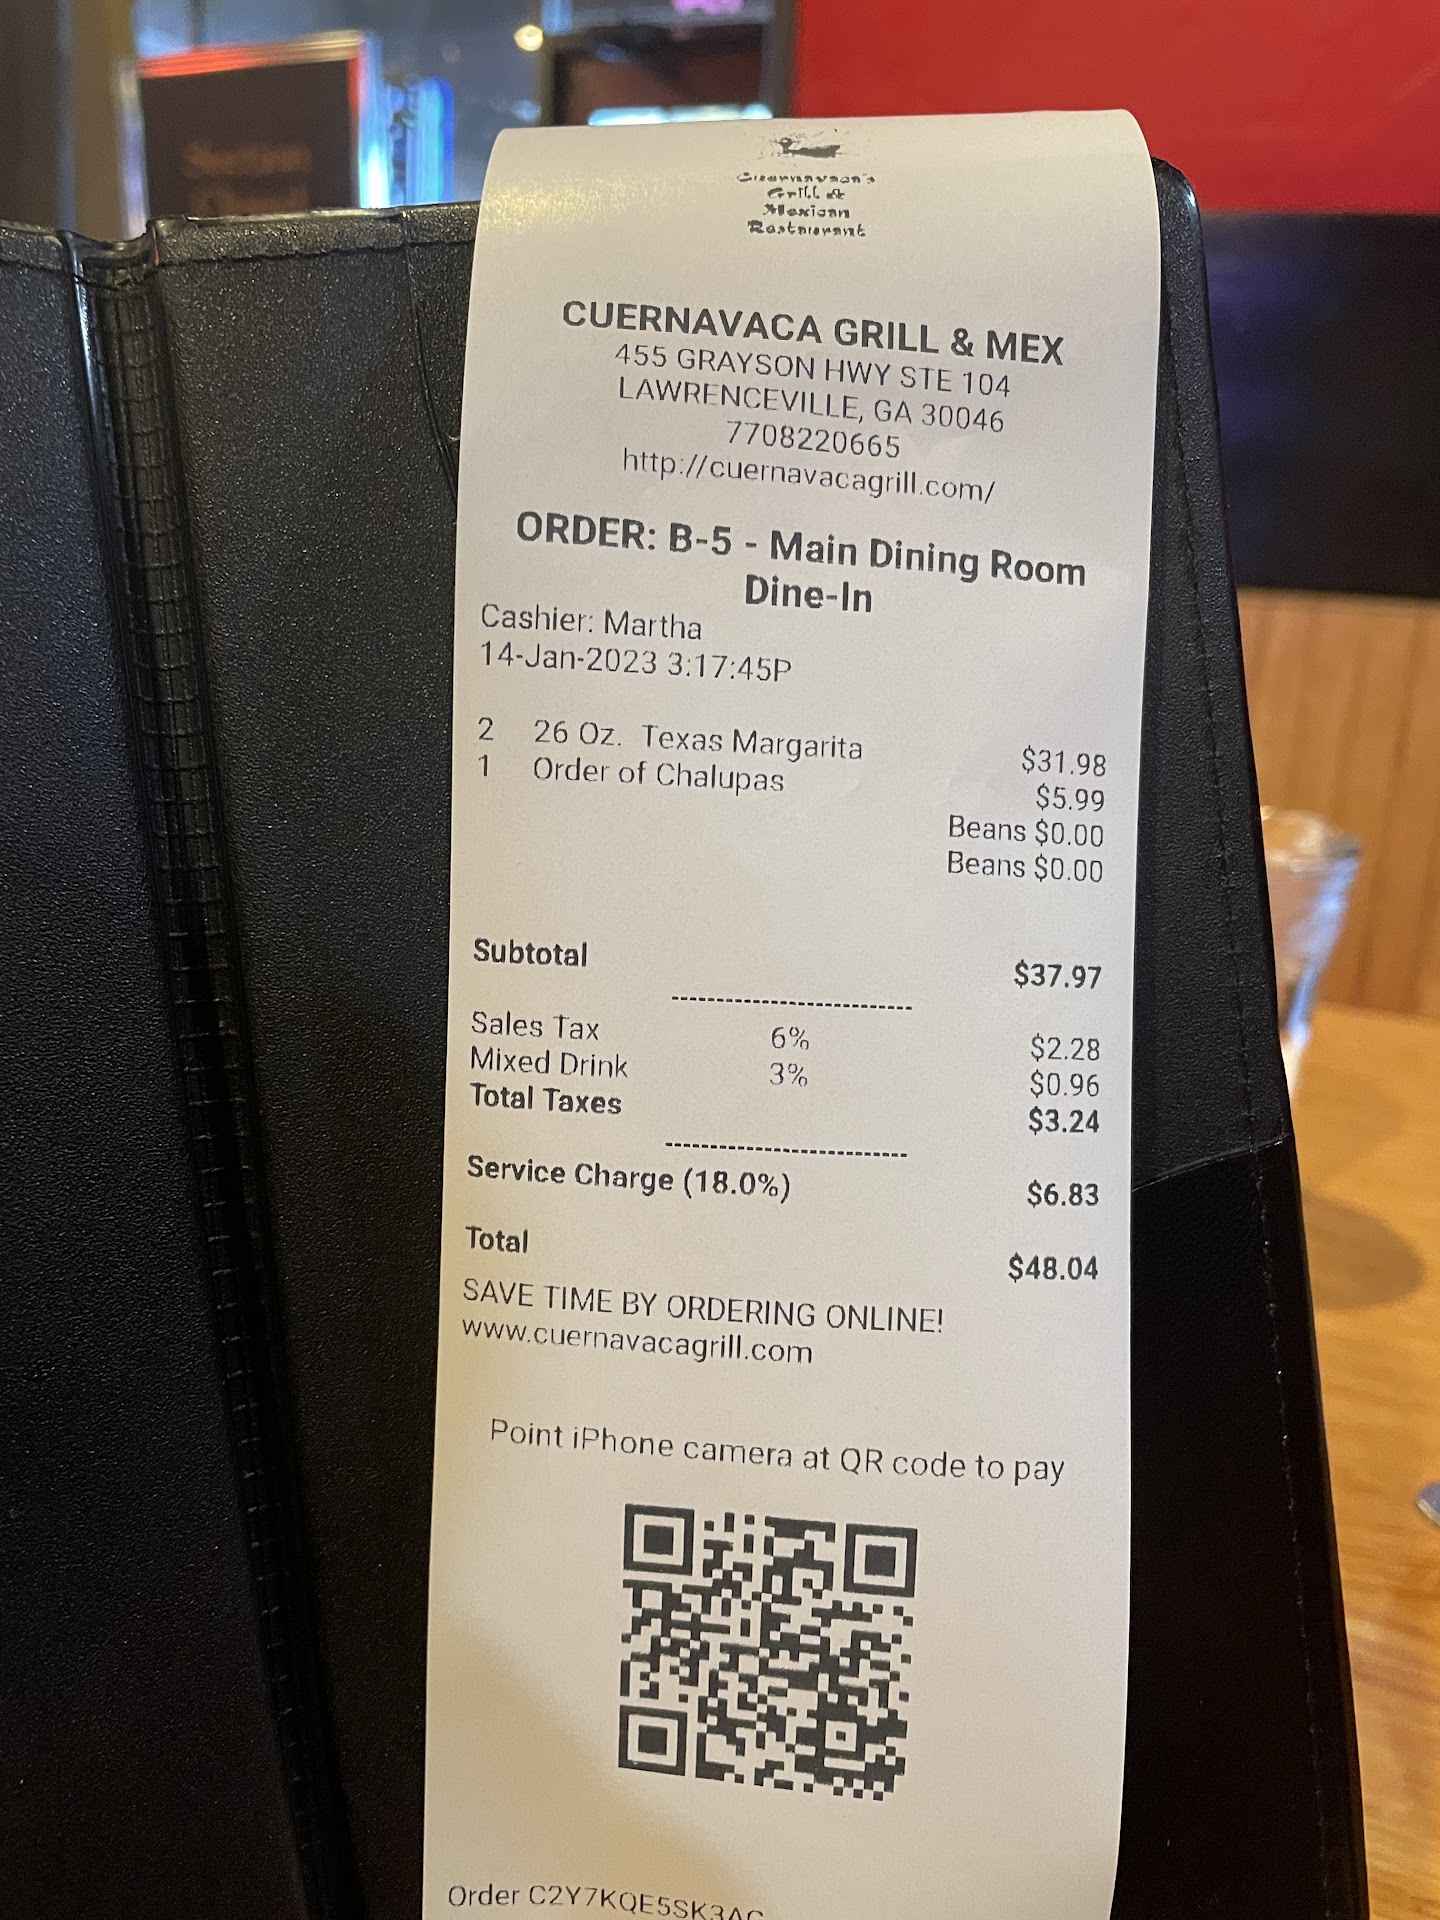 Cuernavaca's
Grill &
Mexican
Restaurant
CUERNAVACA GRILL & MEX
455 GRAYSON HWY STE 104
LAWRENCEVILLE, GA 30046
7708220665
http://cuernavacagrill.com/
ORDER: B-5 - Main Dining Room
Dine-In
Cashier: Martha
14-Jan-2023 3:17:45P
2 26 Oz. Texas Margarita $31.98
1 Order of Chalupas $5.99
Beans $0.00
Beans $0.00
Subtotal $37.97
Sales Tax 6% $2.28
Mixed Drink 3% $0.96
Total Taxes $3.24
Service Charge (18.0%) $6.83
Total $48.04
SAVE TIME BY ORDERING ONLINE!
www.cuernavacagrill.com
Point iPhone camera at QR code to pay
Order C2Y7KQE5SK3AC